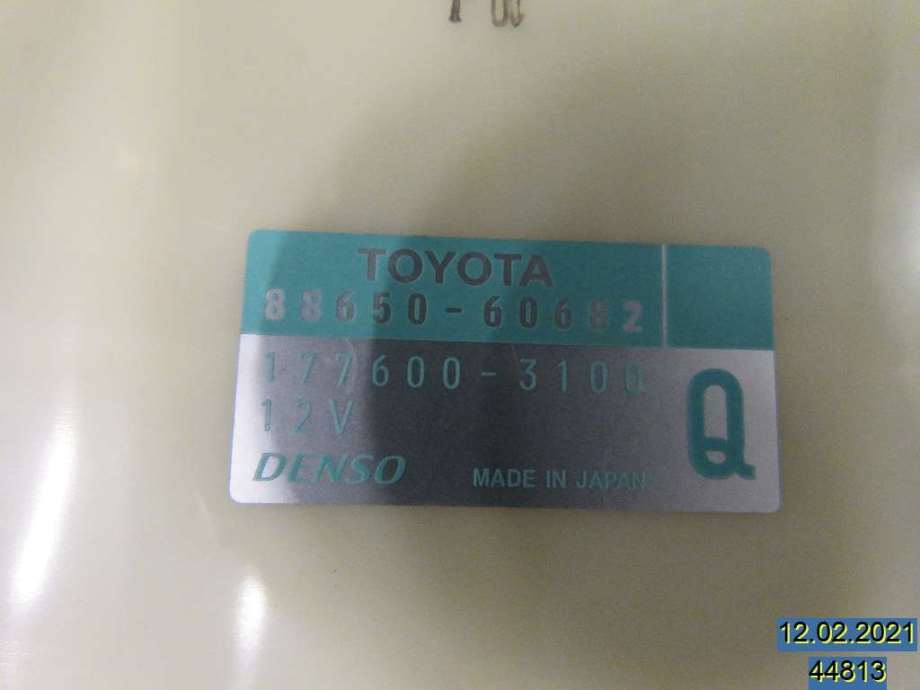 TOYOTA
88650-60682
177600-3100
12V
DENSO
MADE IN JAPAN
Q
12.02.2021
44813